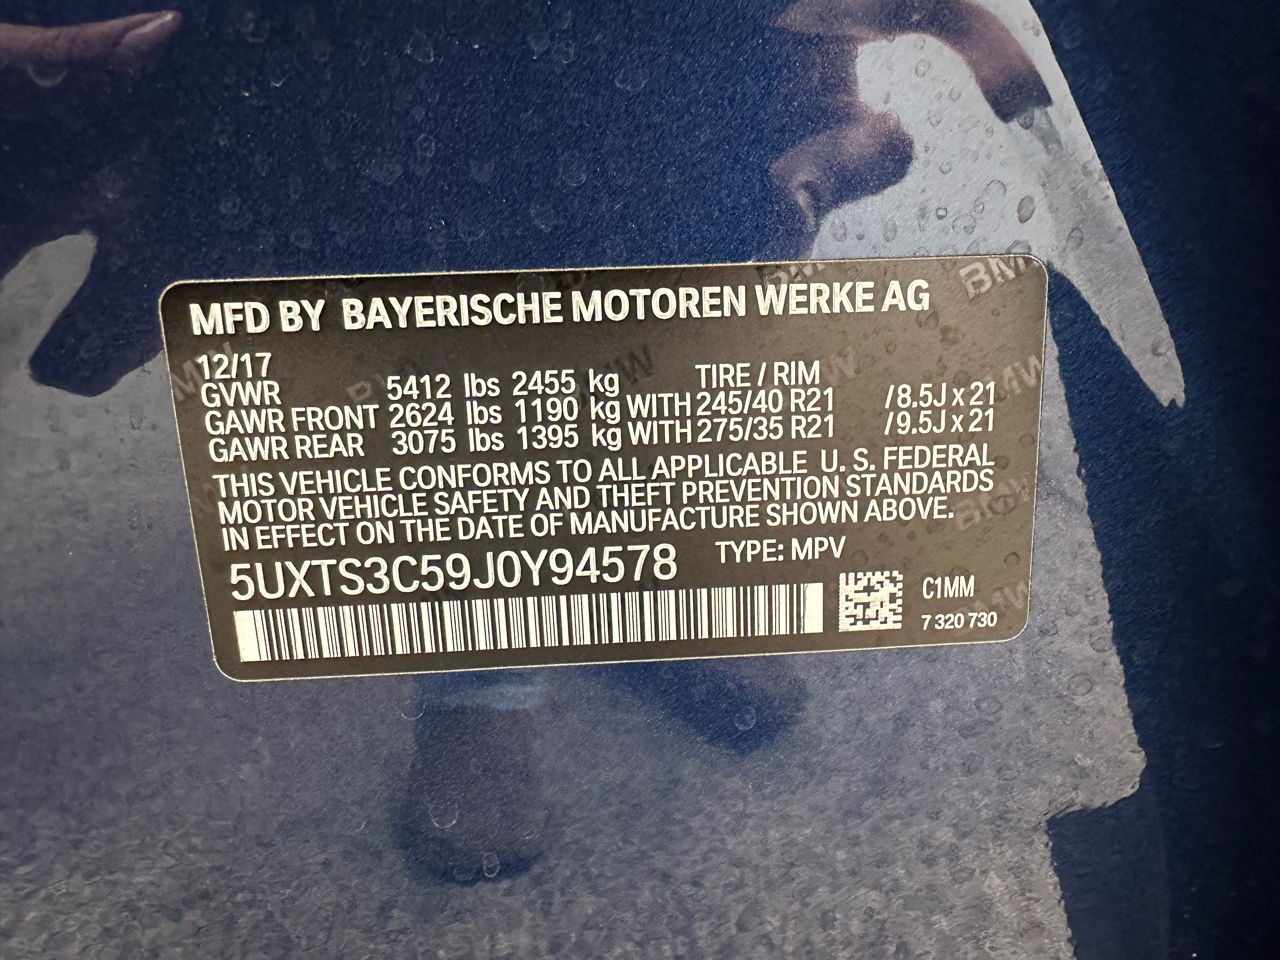 MFD BY BAYERISCHE MOTOREN WERKE AG
12/17
GVWR 5412 lbs 2455 kg TIRE / RIM
GAWR FRONT 2624 lbs 1190 kg WITH 245/40 R21 /8.5J x 21
GAWR REAR 3075 lbs 1395 kg WITH 275/35 R21 /9.5J x 21
THIS VEHICLE CONFORMS TO ALL APPLICABLE U. S. FEDERAL
MOTOR VEHICLE SAFETY AND THEFT PREVENTION STANDARDS
IN EFFECT ON THE DATE OF MANUFACTURE SHOWN ABOVE.
5UXTS3C59J0Y94578 TYPE: MPV
C1MM
7 320 730